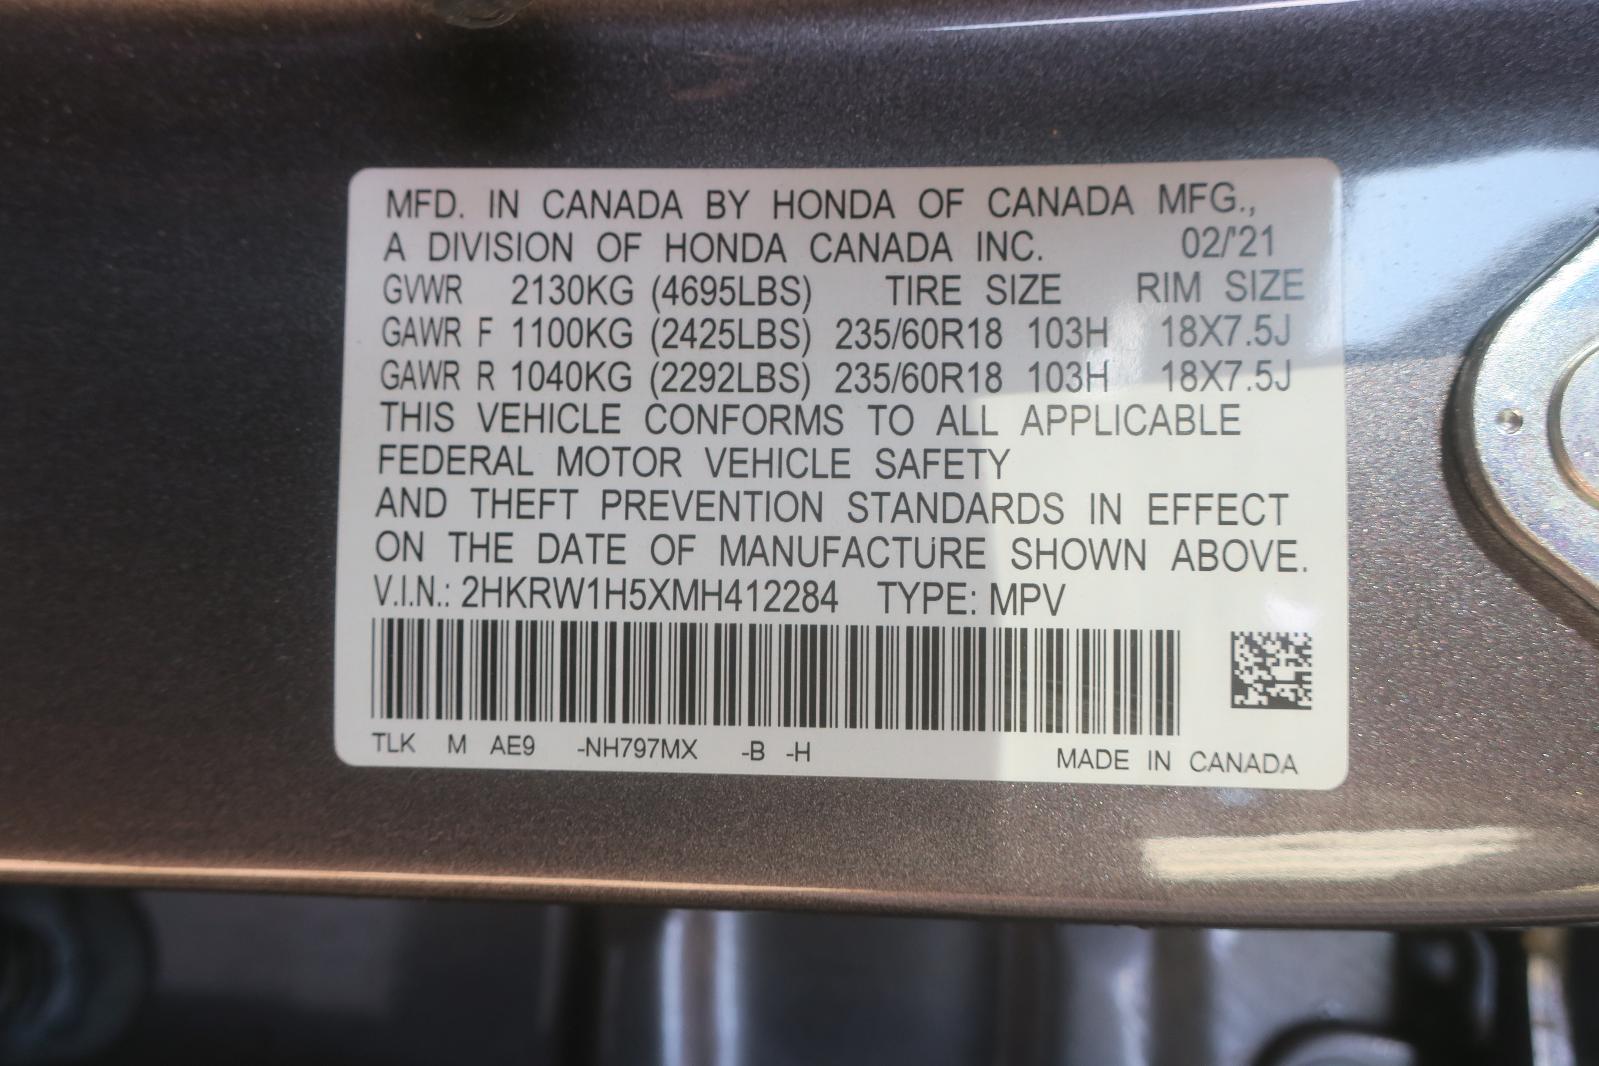 MFD. IN CANADA BY HONDA OF CANADA MFG.,
A DIVISION OF HONDA CANADA INC. 02/'21
GVWR 2130KG (4695LBS) TIRE SIZE RIM SIZE
GAWR F 1100KG (2425LBS) 235/60R18 103H 18X7.5J
GAWR R 1040KG (2292LBS) 235/60R18 103H 18X7.5J
THIS VEHICLE CONFORMS TO ALL APPLICABLE
FEDERAL MOTOR VEHICLE SAFETY
AND THEFT PREVENTION STANDARDS IN EFFECT
ON THE DATE OF MANUFACTURE SHOWN ABOVE.
V.I.N.: 2HKRW1H5XMH412284 TYPE: MPV
TLK M AE9 -NH797MX -B -H MADE IN CANADA